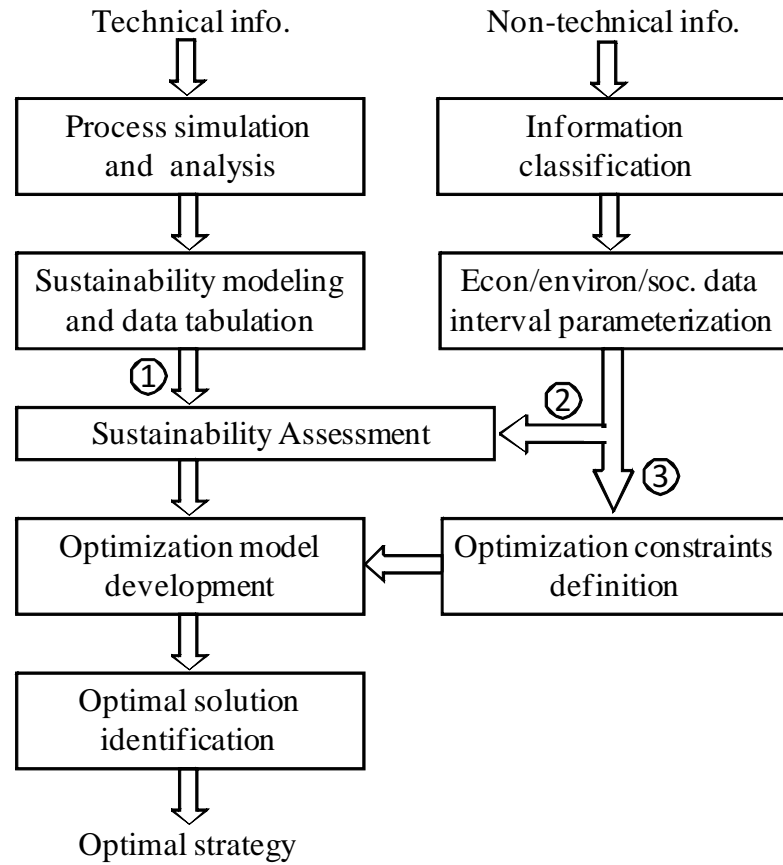 Technical info.
Non-technical info.
Process simulation
and analysis
Information
classification
Sustainability modeling
and data tabulation
Econ/environ/soc. data
interval parameterization
1
2
Sustainability Assessment
3
Optimization model
development
Optimization constraints
definition
Optimal solution
identification
Optimal strategy